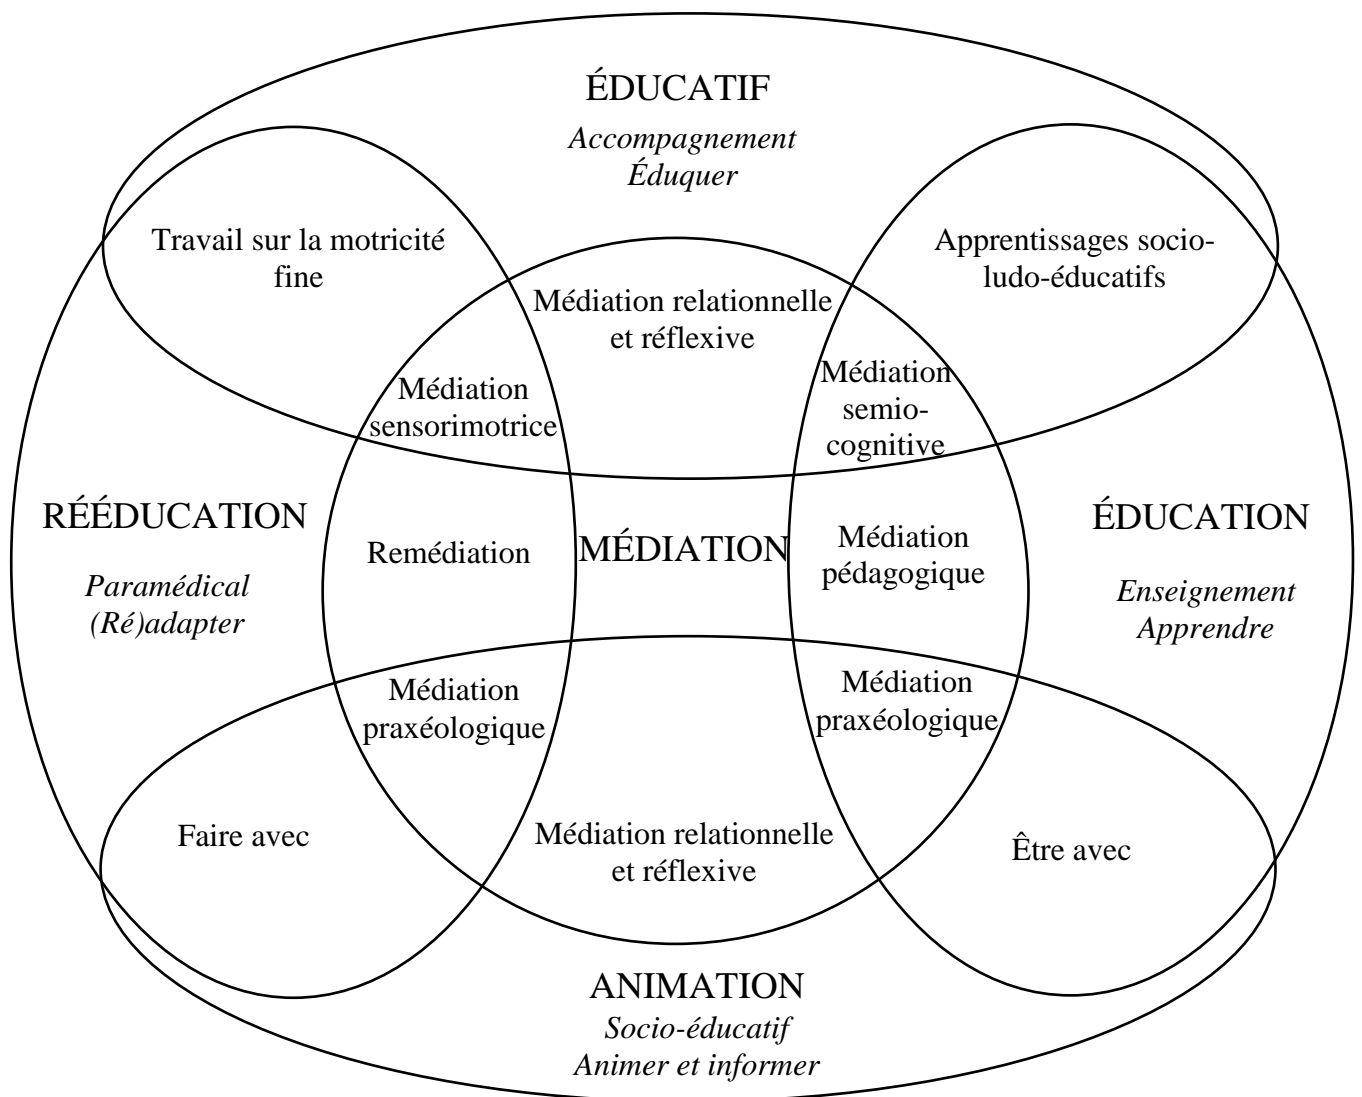 ÉDUCATIF
Accompagnement
Éduquer
Travail sur la motricité
fine
Apprentissages socio-
ludo-éducatifs
Médiation relationnelle
et réflexive
Médiation
sensorimotrice
Médiation
semio-
cognitive
RÉÉDUCATION
Paramédical
(Ré)adapter
Remédiation
MÉDIATION
Médiation
pédagogique
ÉDUCATION
Enseignement
Apprendre
Médiation
praxéologique
Médiation
praxéologique
Faire avec
Médiation relationnelle
et réflexive
Être avec
ANIMATION
Socio-éducatif
Animer et informer